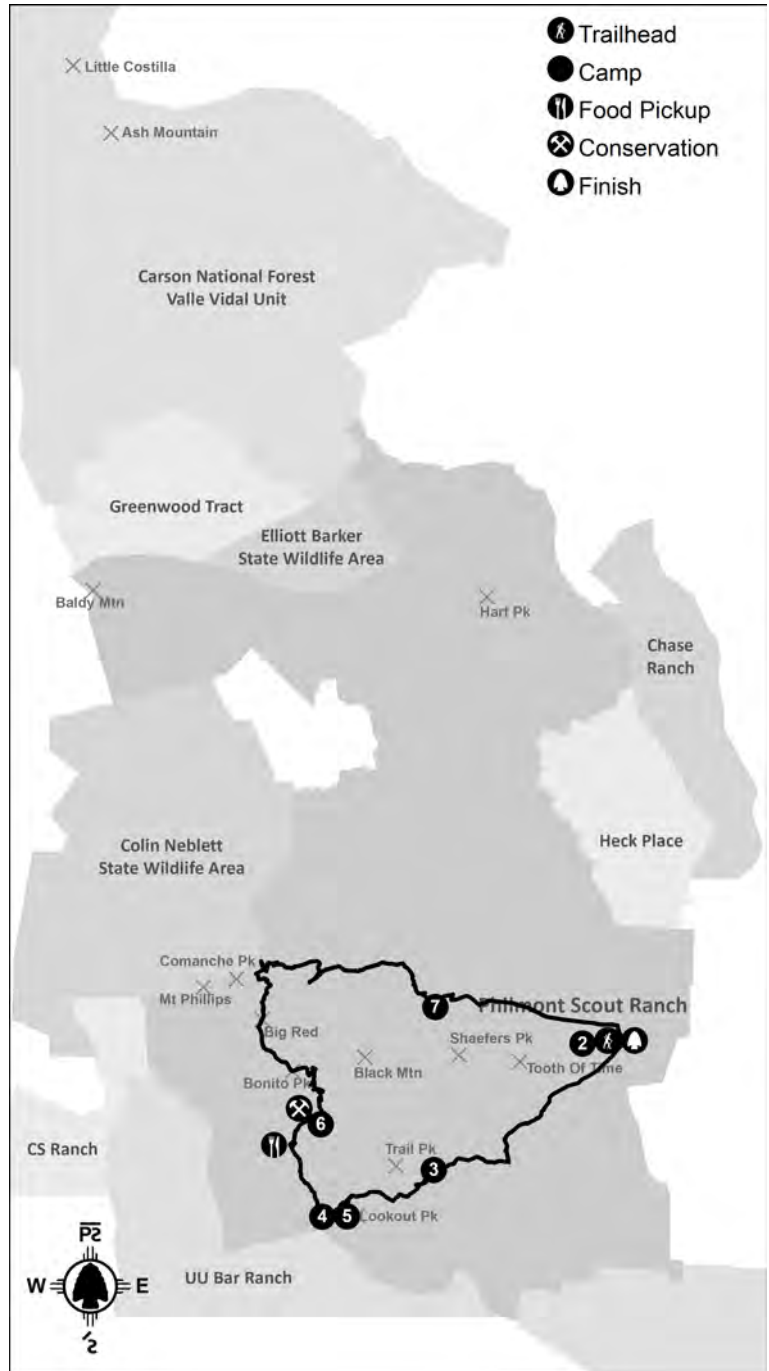 Trailhead
Camp
Food Pickup
Conservation
Finish
Little Costilla
Ash Mountain
Carson National Forest
Valle Vidal Unit
Greenwood Tract
Elliott Barker
State Wildlife Area
Baldy Mtn
Hart Pk
Chase
Ranch
Heck Place
Colin Neblett
State Wildlife Area
Comanche Pk
Mt Phillips
7
Philmont Scout Ranch
Big Red
Shaefers Pk
2
Black Mtn
Tooth Of Time
Bonito Pk
6
CS Ranch
Trail Pk
3
4
5
Lookout Pk
UU Bar Ranch
W
E